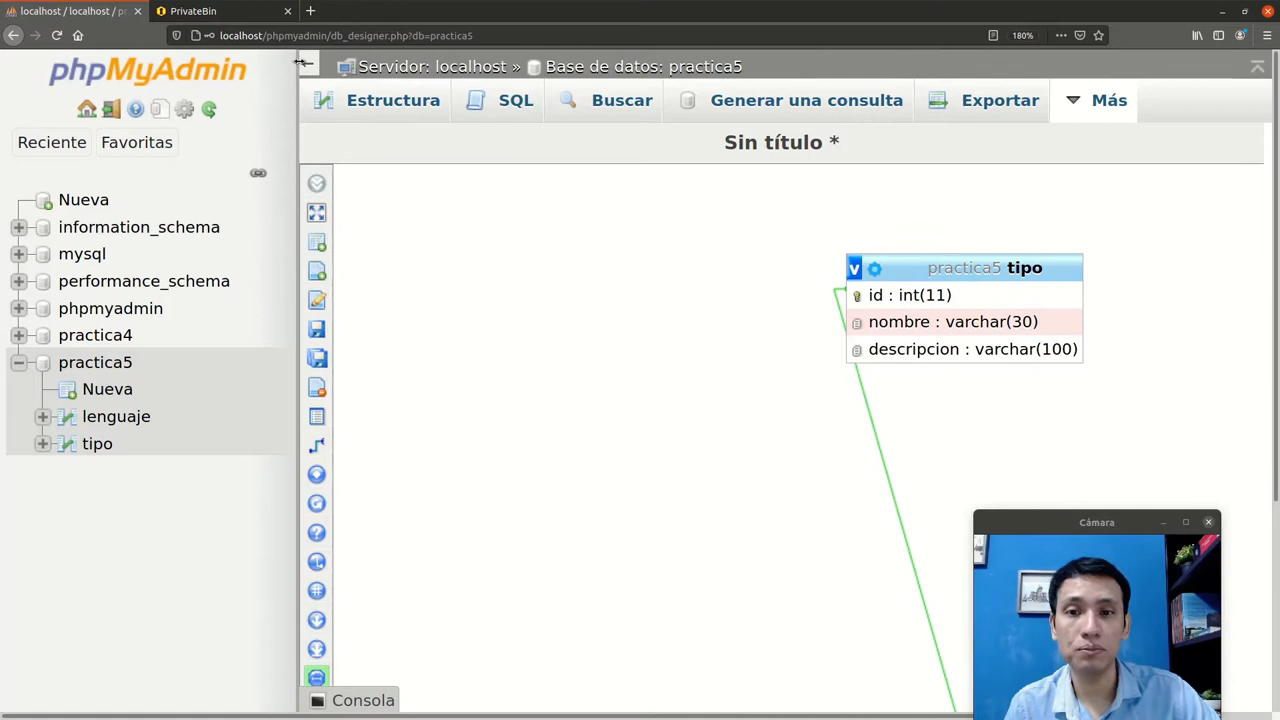 localhost / localhost / pr
PrivateBin
localhost/phpmyadmin/db_designer.php?db=practica5
180%
phpMyAdmin
Servidor: localhost » Base de datos: practica5
Estructura
SQL
Buscar
Generar una consulta
Exportar
Más
Reciente
Favoritas
Sin título *
Nueva
information_schema
mysql
performance_schema
phpmyadmin
practica4
practica5
Nueva
lenguaje
tipo
v practica5 tipo
id : int(11)
nombre : varchar(30)
descripcion : varchar(100)
Cámara
Consola